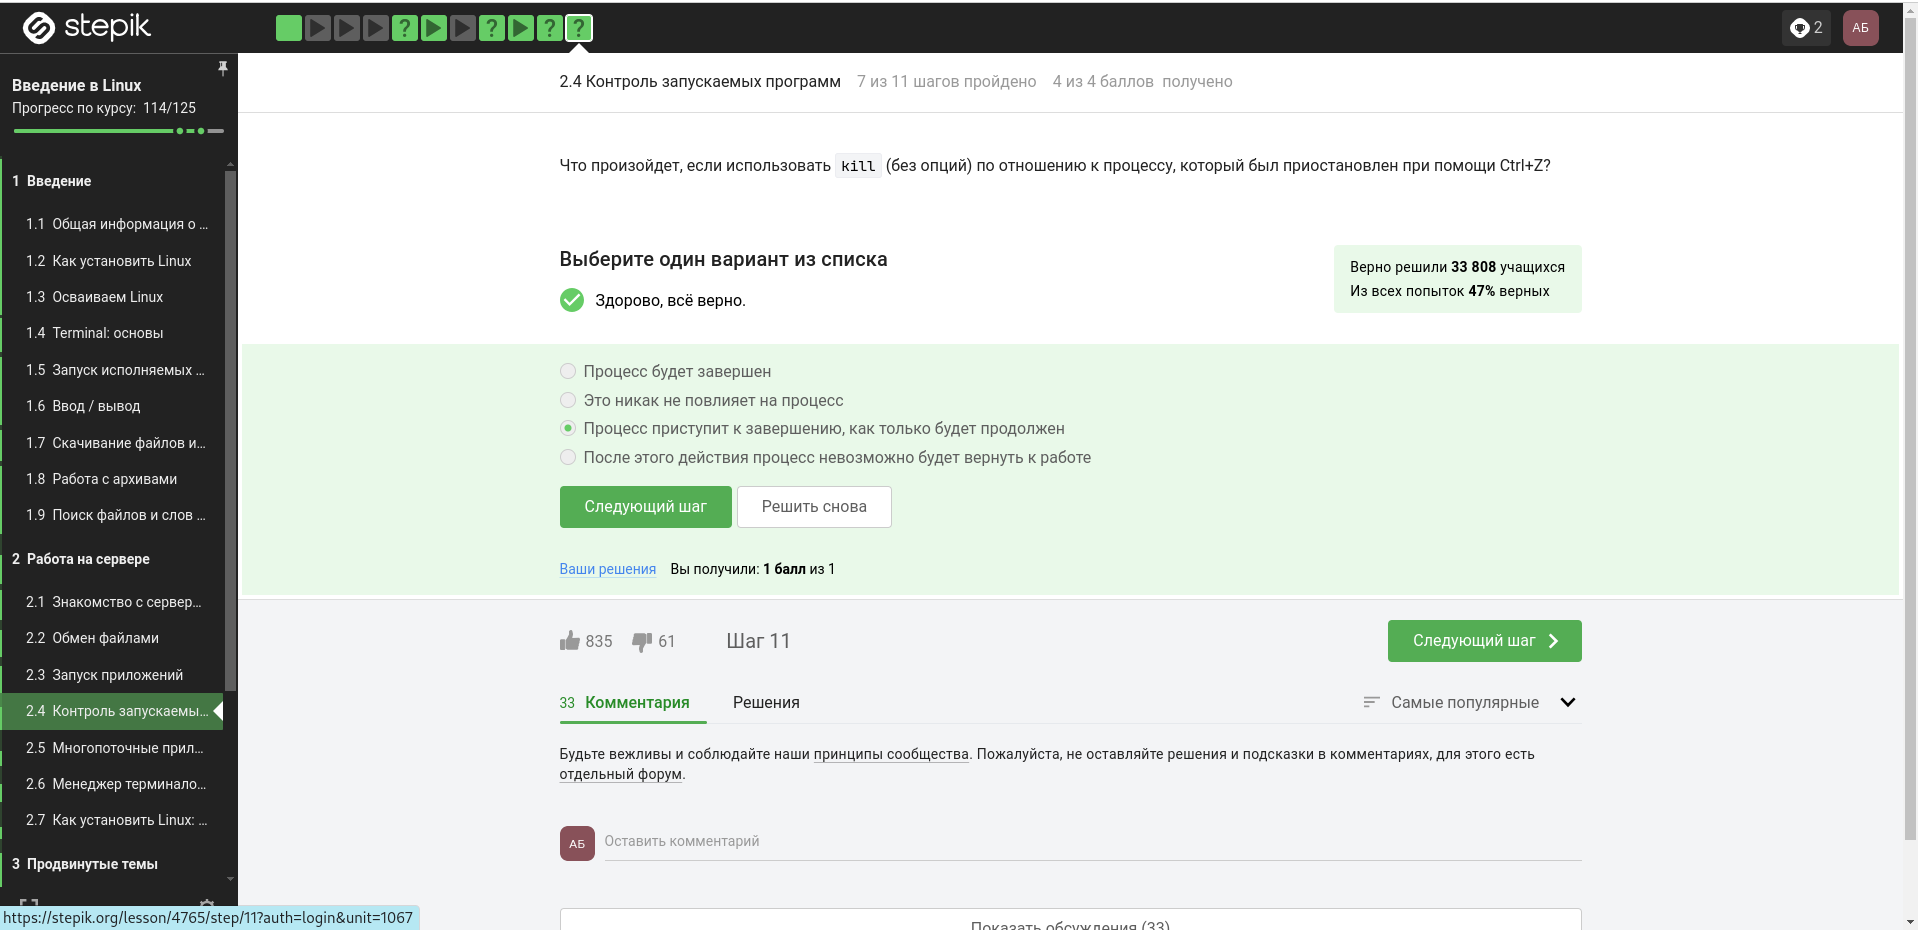 stepik
2
АБ
Введение в Linux
Прогресс по курсу: 114/125
1 Введение
1.1 Общая информация о ...
1.2 Как установить Linux
1.3 Осваиваем Linux
1.4 Terminal: основы
1.5 Запуск исполняемых ...
1.6 Ввод / вывод
1.7 Скачивание файлов и...
1.8 Работа с архивами
1.9 Поиск файлов и слов ...
2 Работа на сервере
2.1 Знакомство с сервер...
2.2 Обмен файлами
2.3 Запуск приложений
2.4 Контроль запускаемы...
2.5 Многопоточные прил...
2.6 Менеджер терминало...
2.7 Как установить Linux: ...
3 Продвинутые темы
https://stepik.org/lesson/4765/step/11?auth=login&unit=1067
2.4 Контроль запускаемых программ 7 из 11 шагов пройдено 4 из 4 баллов получено
Что произойдет, если использовать kill (без опций) по отношению к процессу, который был приостановлен при помощи Ctrl+Z?
Выберите один вариант из списка
Здорово, всё верно.
Верно решили 33 808 учащихся
Из всех попыток 47% верных
Процесс будет завершен
Это никак не повлияет на процесс
Процесс приступит к завершению, как только будет продолжен
После этого действия процесс невозможно будет вернуть к работе
Следующий шаг Решить снова
Ваши решения Вы получили: 1 балл из 1
835 61 Шаг 11 Следующий шаг
33 Комментария Решения Самые популярные
Будьте вежливы и соблюдайте наши принципы сообщества. Пожалуйста, не оставляйте решения и подсказки в комментариях, для этого есть
отдельный форум.
АБ Оставить комментарий
Показать обсуждения (33)